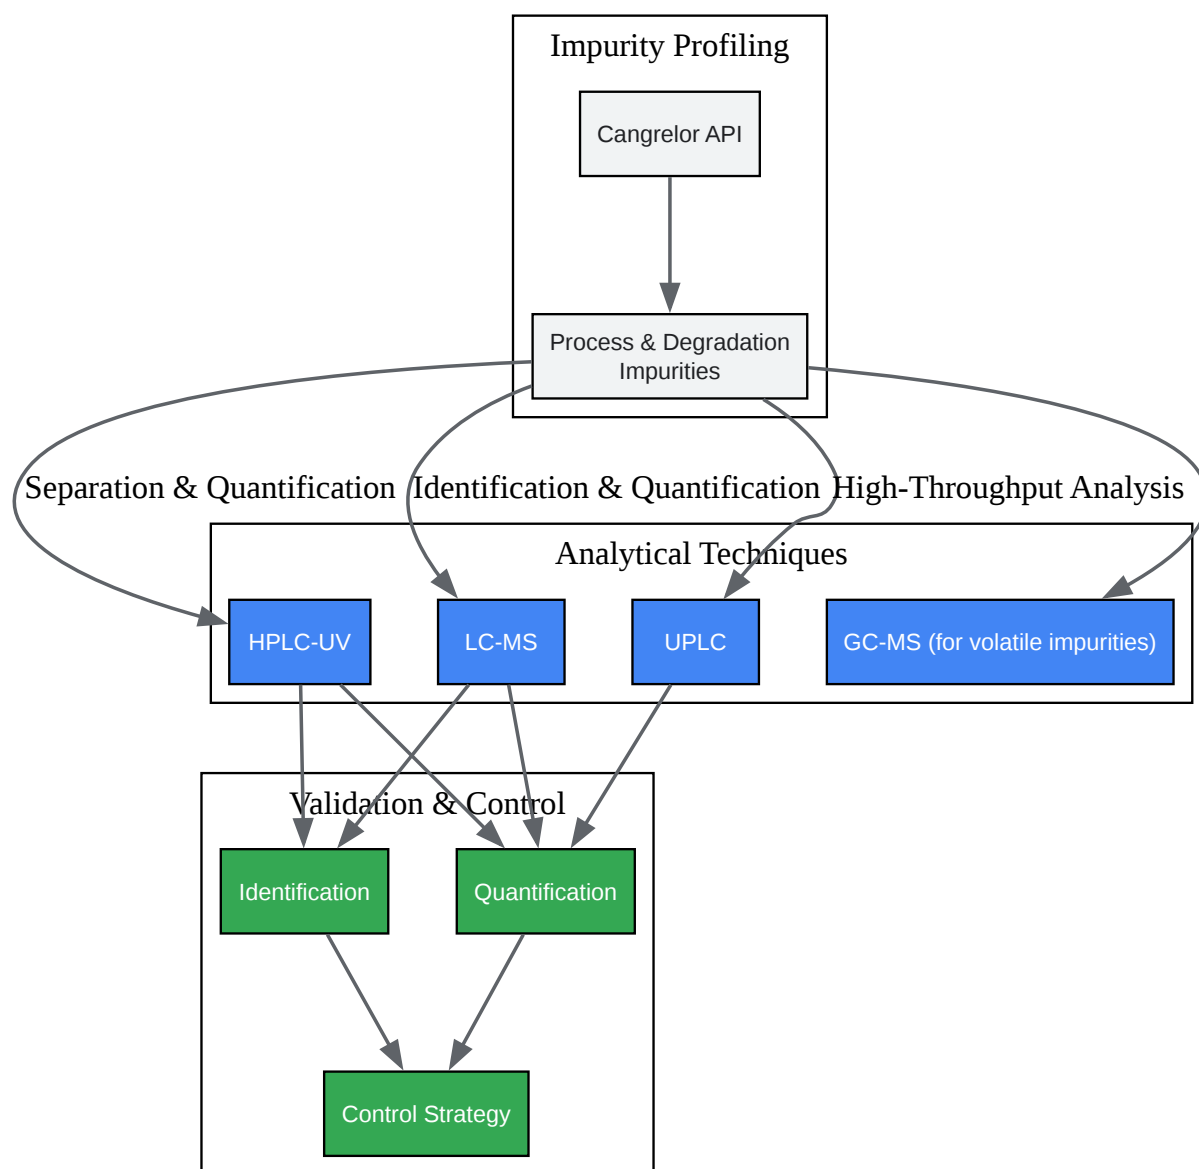 Impurity Profiling
Cangrelor API
Process & Degradation
Impurities
Separation & Quantification
Identification & Quantification
High-Throughput Analysis
Analytical Techniques
HPLC-UV
LC-MS
UPLC
GC-MS (for volatile impurities)
Validation & Control
Identification
Quantification
Control Strategy